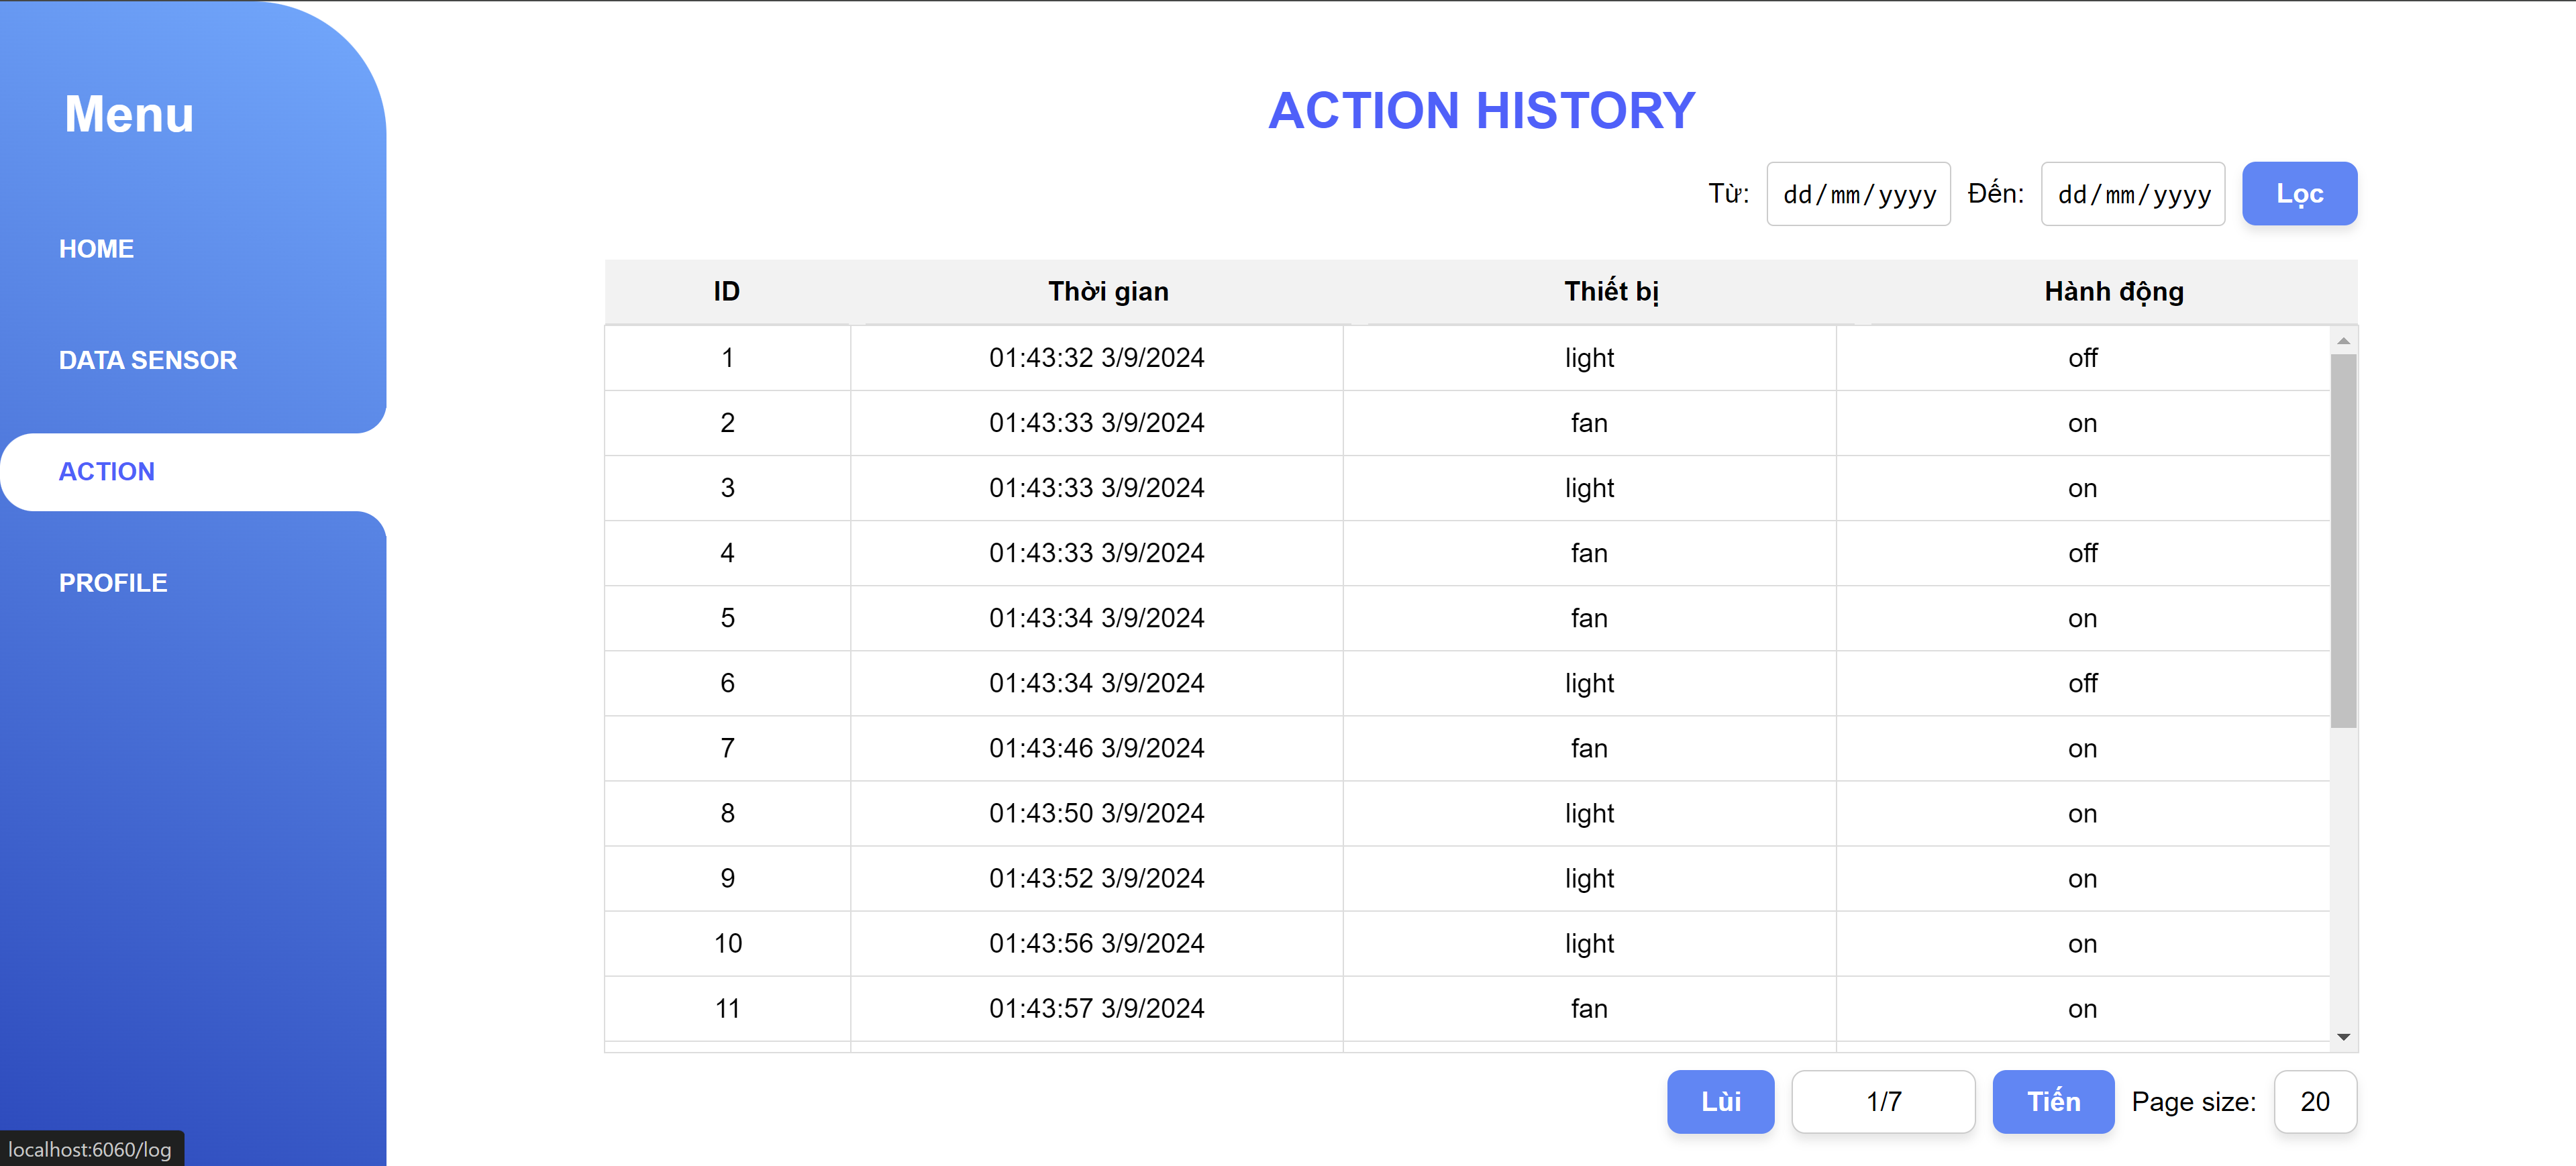 Menu
HOME
DATA SENSOR
ACTION
PROFILE
ACTION HISTORY
Từ: dd/mm/yyyy Đến: dd/mm/yyyy Lọc
ID Thời gian Thiết bị Hành động
1 01:43:32 3/9/2024 light off
2 01:43:33 3/9/2024 fan on
3 01:43:33 3/9/2024 light on
4 01:43:33 3/9/2024 fan off
5 01:43:34 3/9/2024 fan on
6 01:43:34 3/9/2024 light off
7 01:43:46 3/9/2024 fan on
8 01:43:50 3/9/2024 light on
9 01:43:52 3/9/2024 light on
10 01:43:56 3/9/2024 light on
11 01:43:57 3/9/2024 fan on
Lùi 1/7 Tiến Page size: 20
localhost:6060/log